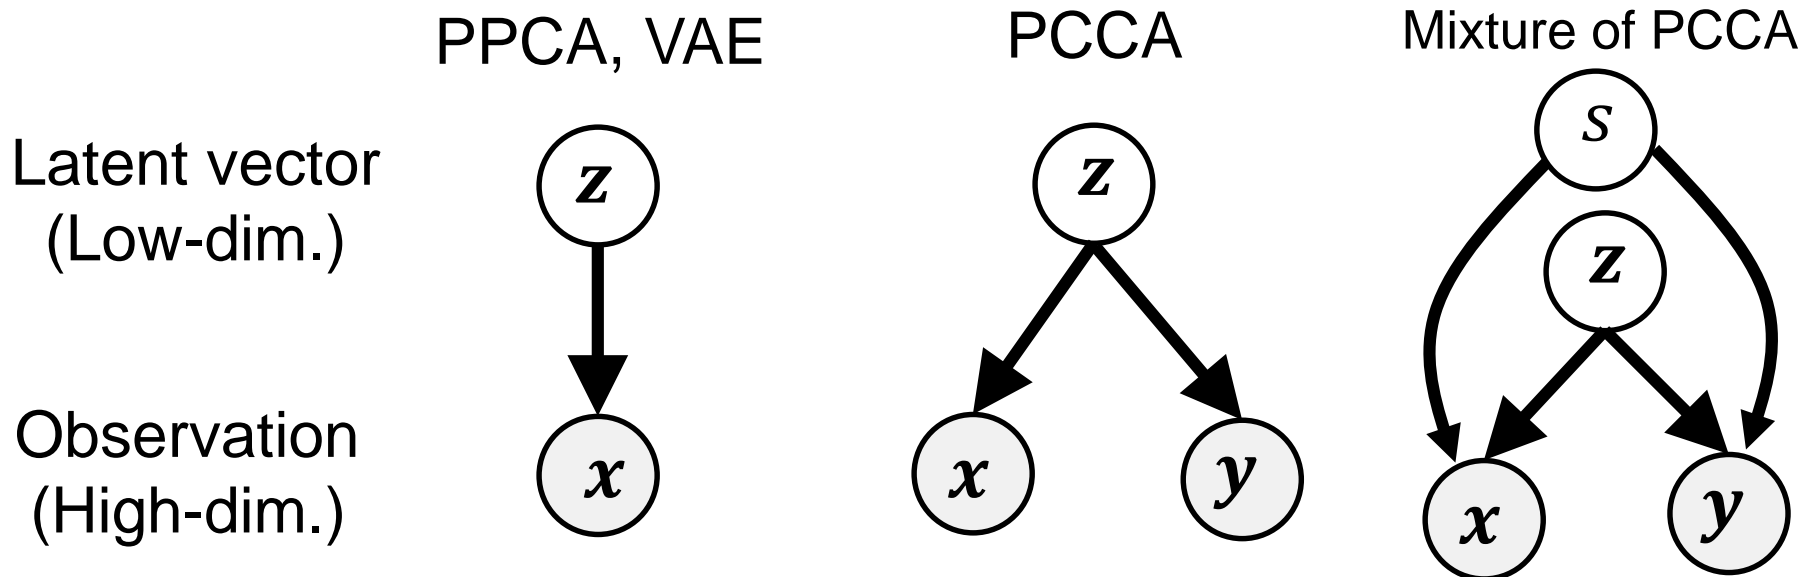 PPCA, VAE
PCCA
Mixture of PCCA
Latent vector
(Low-dim.)
z
z
s
z
Observation
(High-dim.)
x
x
y
x
y